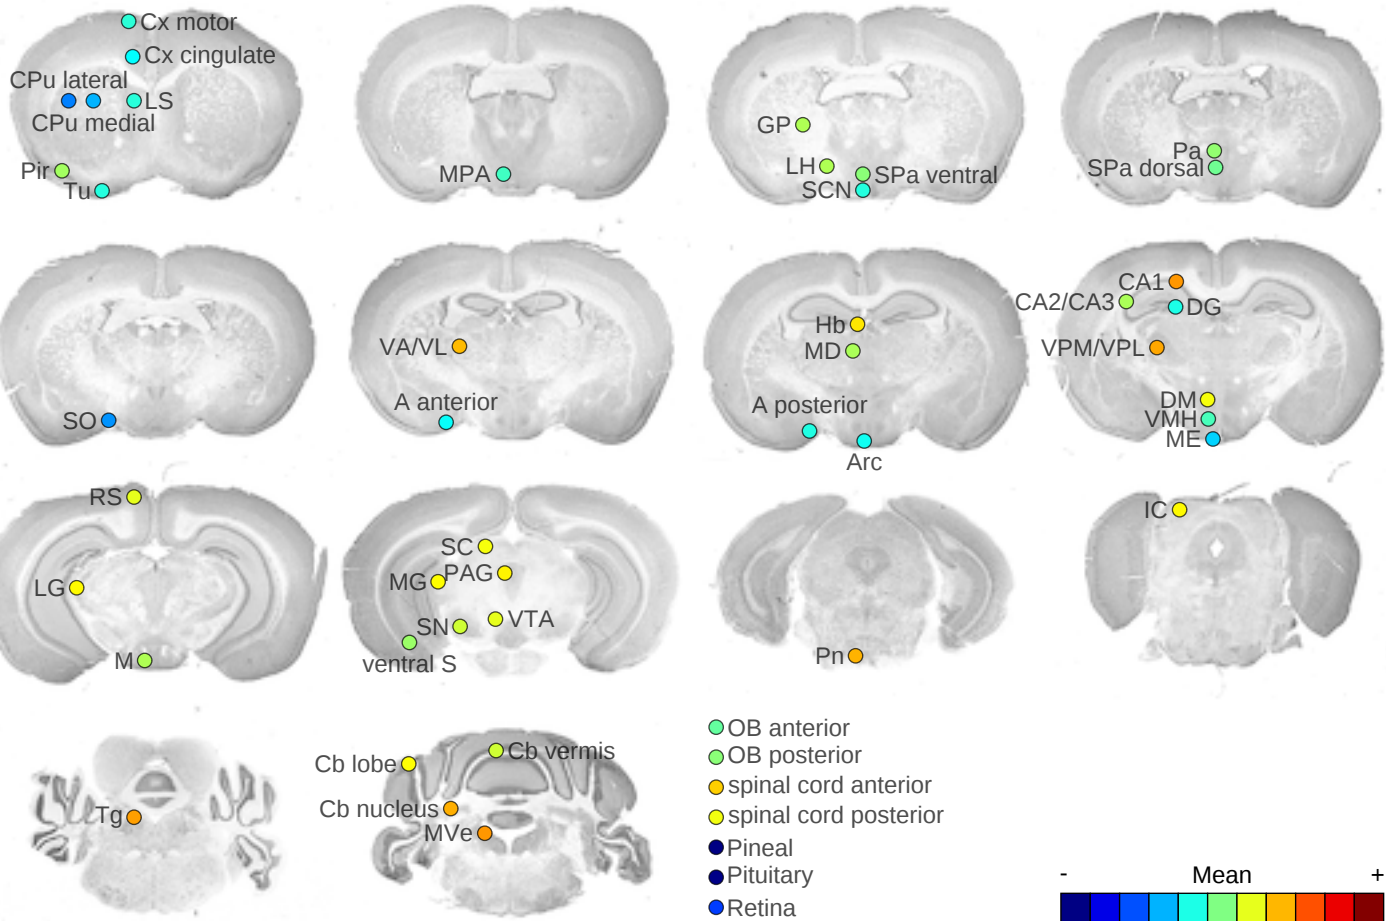 Cx motor
Cx cingulate
CPu lateral
LS
CPu medial
Pir
Tu
MPA
GP
LH
SPa ventral
SCN
Pa
SPa dorsal
SO
VA/VL
A anterior
Hb
MD
A posterior
Arc
CA1
CA2/CA3
DG
VPM/VPL
DM
VMH
ME
RS
LG
M
SC
MG
PAG
SN
VTA
ventral S
Pn
IC
Tg
Cb lobe
Cb vermis
Cb nucleus
MVe
OB anterior
OB posterior
spinal cord anterior
spinal cord posterior
Pineal
Pituitary
Retina
- Mean +